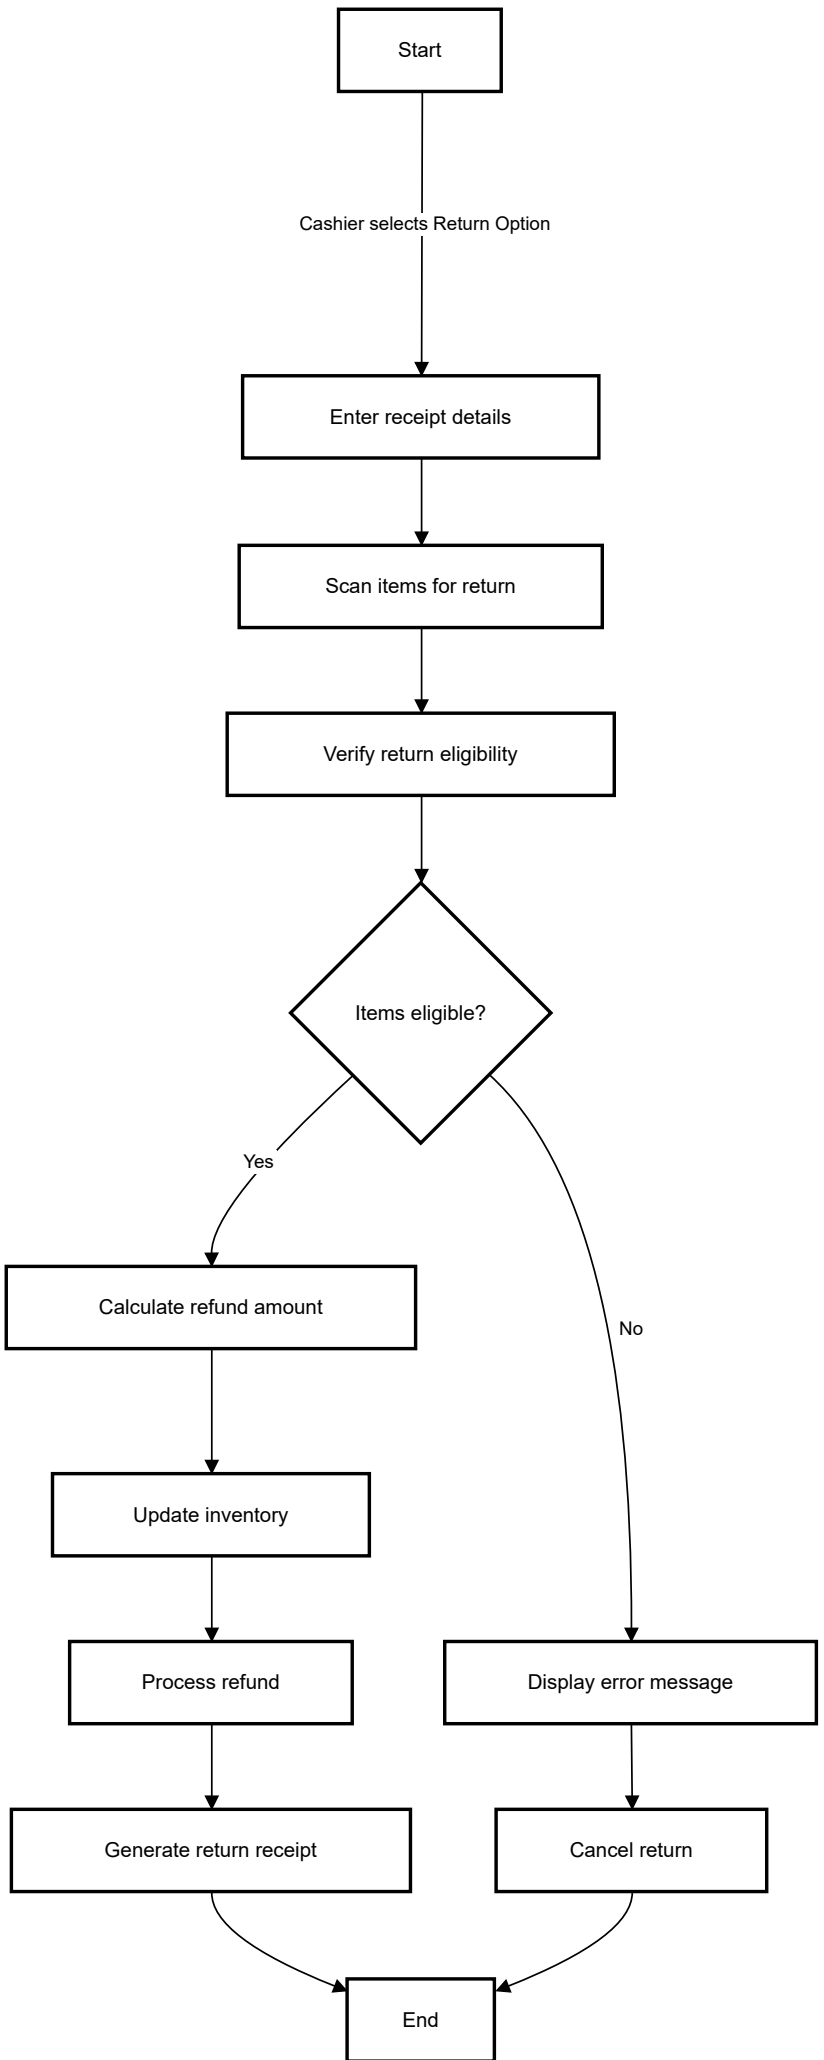 Start
Cashier selects Return Option
Enter receipt details
Scan items for return
Verify return eligibility
Items eligible?
Yes
Calculate refund amount
No
Update inventory
Process refund
Display error message
Generate return receipt
Cancel return
End